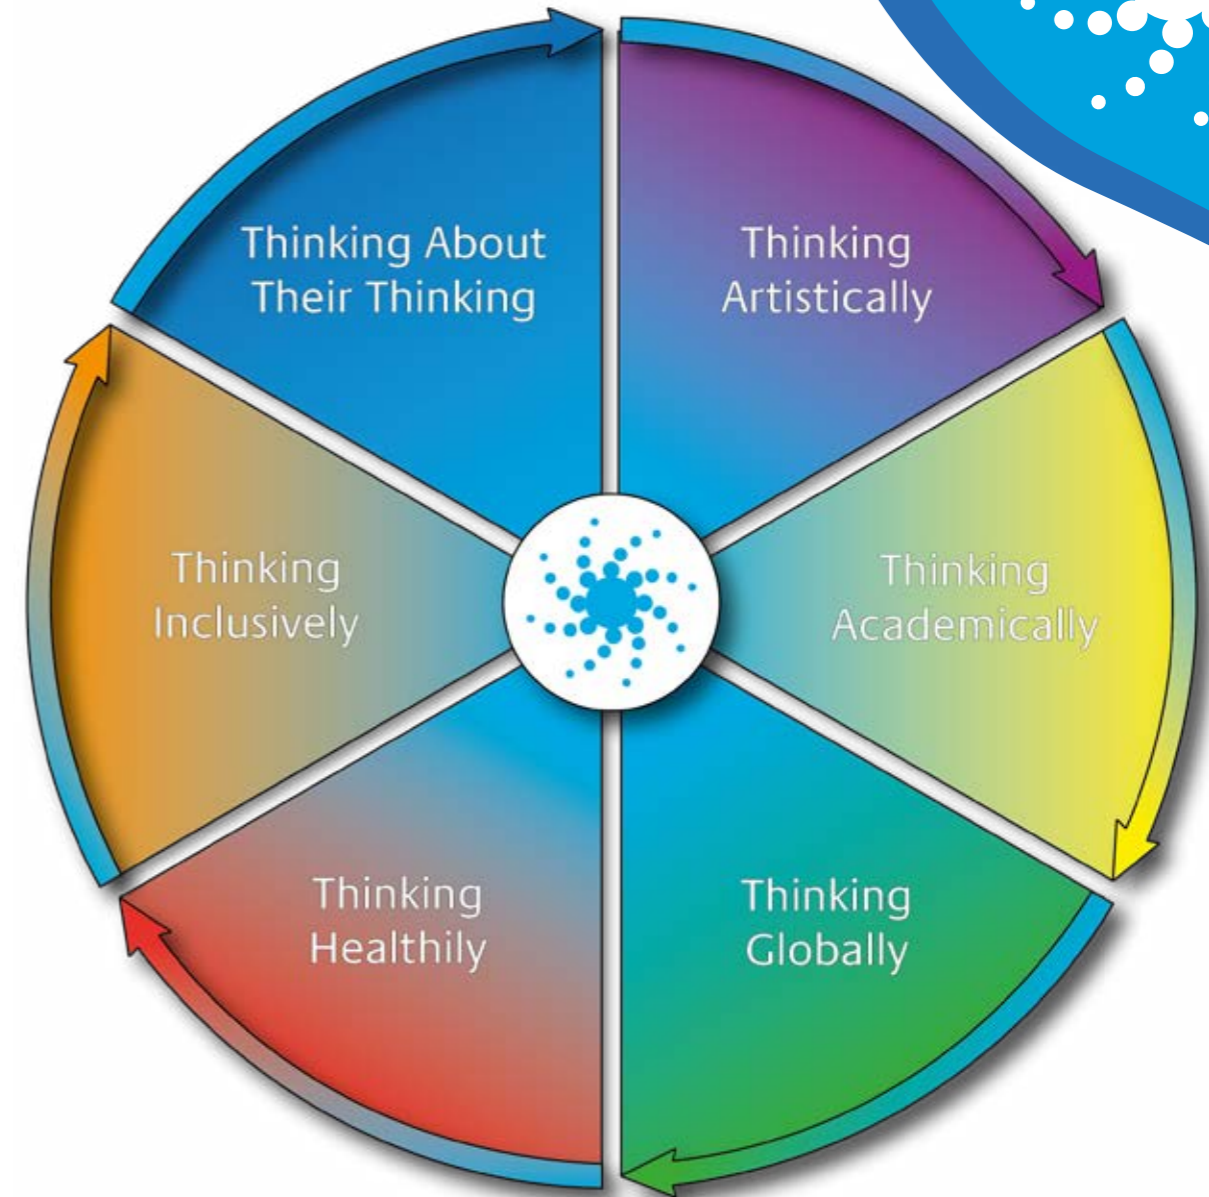 Thinking About
Their Thinking
Thinking
Artistically
Thinking
Inclusively
Thinking
Academically
Thinking
Healthily
Thinking
Globally